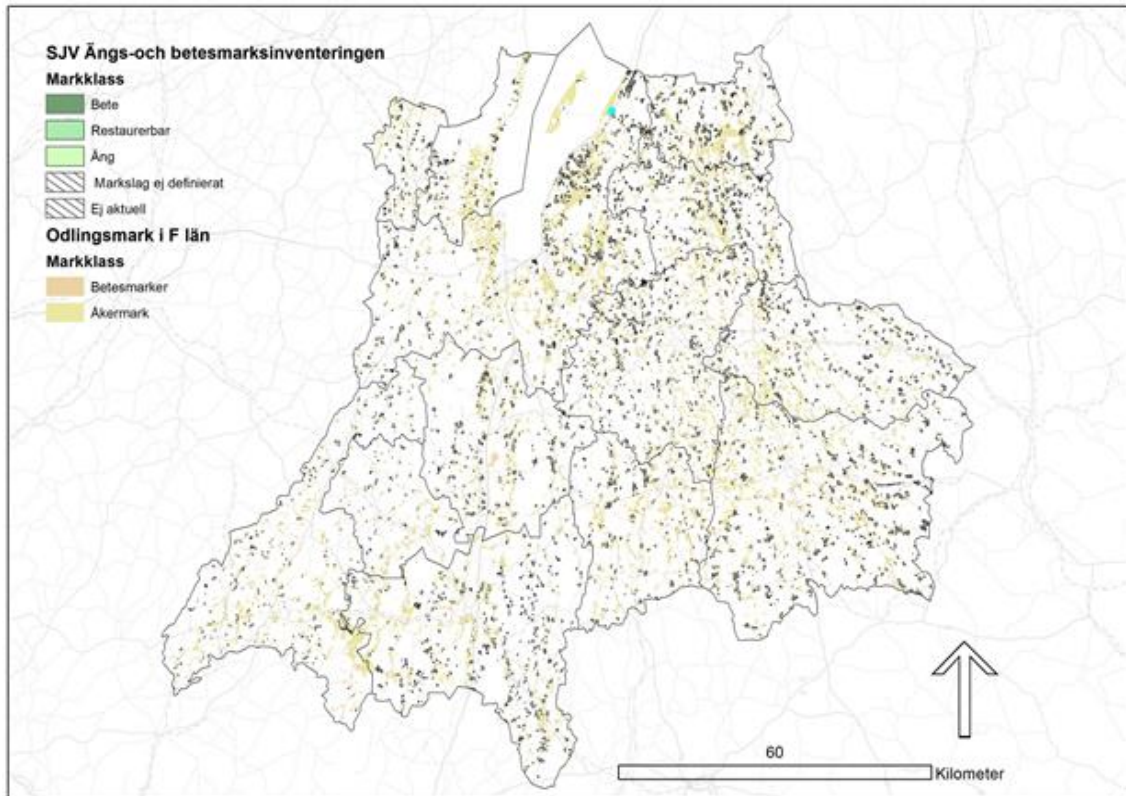 SJV Ängs-och betesmarksinventeringen
Markklass
Bete
Restaurerbar
Äng
Markslag ej definierat
Ej aktuell
Odlingsmark i F län
Markklass
Betesmarker
Åkermark
60
Kilometer